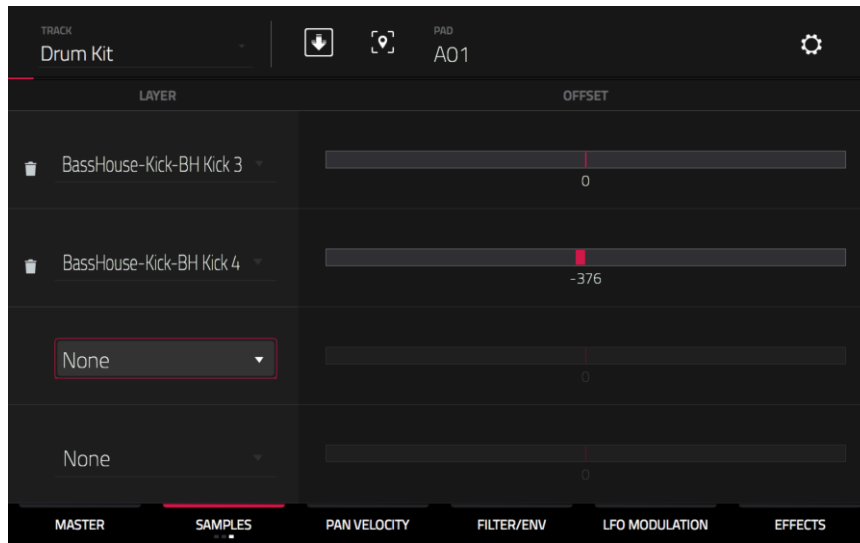 TRACK
Drum Kit
PAD
A01
LAYER
OFFSET
BassHouse-Kick-BH Kick 3
0
BassHouse-Kick-BH Kick 4
-376
None
0
None
0
MASTER
SAMPLES
PAN VELOCITY
FILTER/ENV
LFO MODULATION
EFFECTS